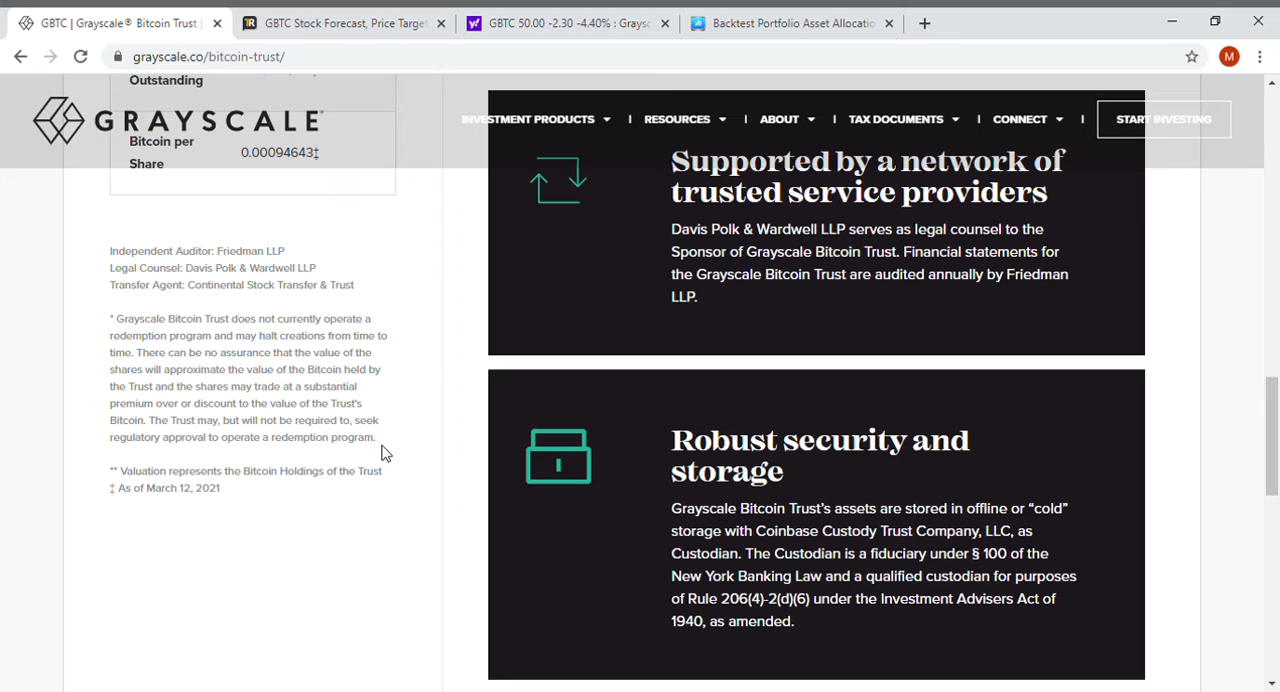 GBTC | Grayscale® Bitcoin Trust |
GBTC Stock Forecast, Price Target
GBTC 50.00 -2.30 -4.40% : Graysc
Backtest Portfolio Asset Allocatio
grayscale.co/bitcoin-trust/
M
Outstanding
GRAYSCALE
INVESTMENT PRODUCTS | RESOURCES | ABOUT | TAX DOCUMENTS | CONNECT | START INVESTING
Bitcoin per
Share
0.00094643‡
Independent Auditor: Friedman LLP
Legal Counsel: Davis Polk & Wardwell LLP
Transfer Agent: Continental Stock Transfer & Trust
* Grayscale Bitcoin Trust does not currently operate a
redemption program and may halt creations from time to
time. There can be no assurance that the value of the
shares will approximate the value of the Bitcoin held by
the Trust and the shares may trade at a substantial
premium over or discount to the value of the Trust's
Bitcoin. The Trust may, but will not be required to, seek
regulatory approval to operate a redemption program.
** Valuation represents the Bitcoin Holdings of the Trust
‡ As of March 12, 2021
Supported by a network of
trusted service providers
Davis Polk & Wardwell LLP serves as legal counsel to the
Sponsor of Grayscale Bitcoin Trust. Financial statements for
the Grayscale Bitcoin Trust are audited annually by Friedman
LLP.
Robust security and
storage
Grayscale Bitcoin Trust's assets are stored in offline or “cold”
storage with Coinbase Custody Trust Company, LLC, as
Custodian. The Custodian is a fiduciary under § 100 of the
New York Banking Law and a qualified custodian for purposes
of Rule 206(4)-2(d)(6) under the Investment Advisers Act of
1940, as amended.